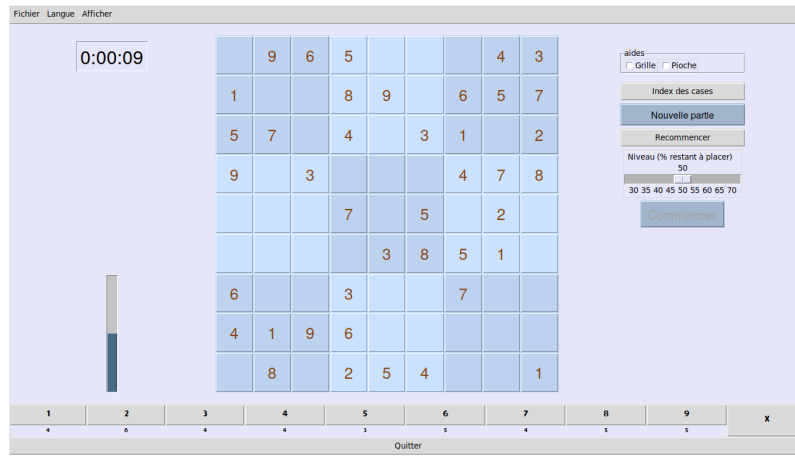 Fichier Langue Afficher
0:00:09
9 6 5 4 3
1 8 9 6 5 7
5 7 4 3 1 2
9 3 4 7 8
7 5 2
3 8 5 1
6 3 7
4 1 9 6
8 2 5 4 1
aides
Grille Pioche
Index des cases
Nouvelle partie
Recommencer
Niveau (% restant à placer)
50
30 35 40 45 50 55 60 65 70
Commencer
1 2 3 4 5 6 7 8 9 x
4 6 4 4 3 5 4 5 5
Quitter